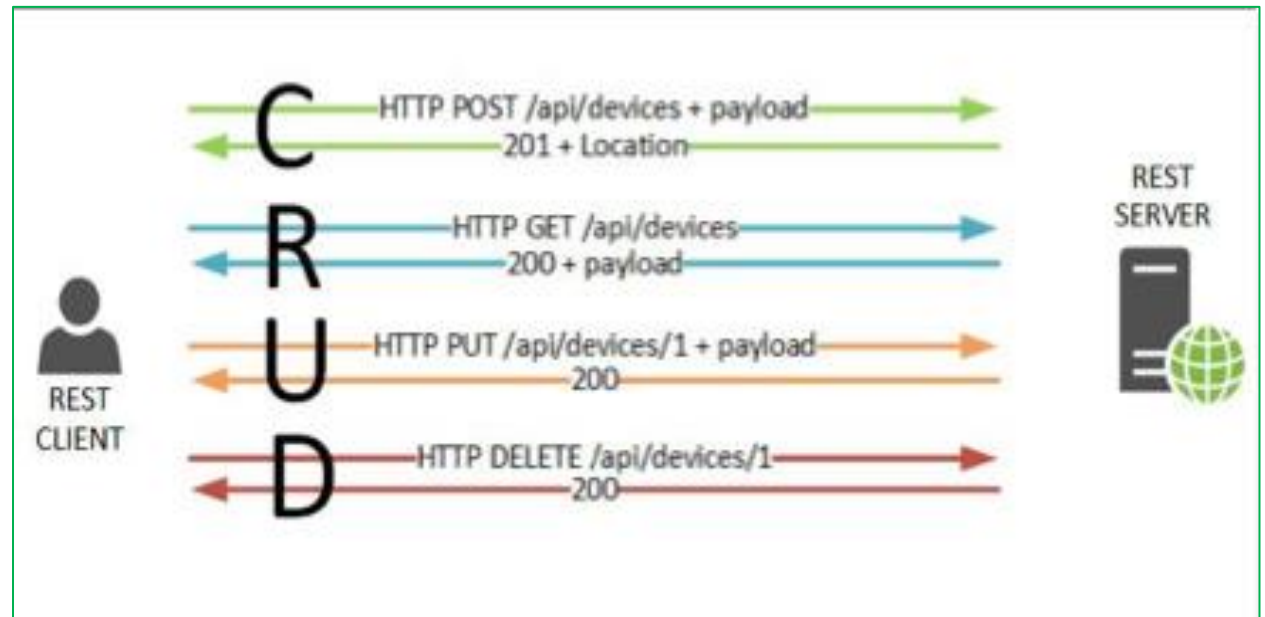 C
HTTP POST /api/devices + payload
201 + Location
R
HTTP GET /api/devices
200 + payload
U
HTTP PUT /api/devices/1 + payload
200
D
HTTP DELETE /api/devices/1
200
REST
CLIENT
REST
SERVER